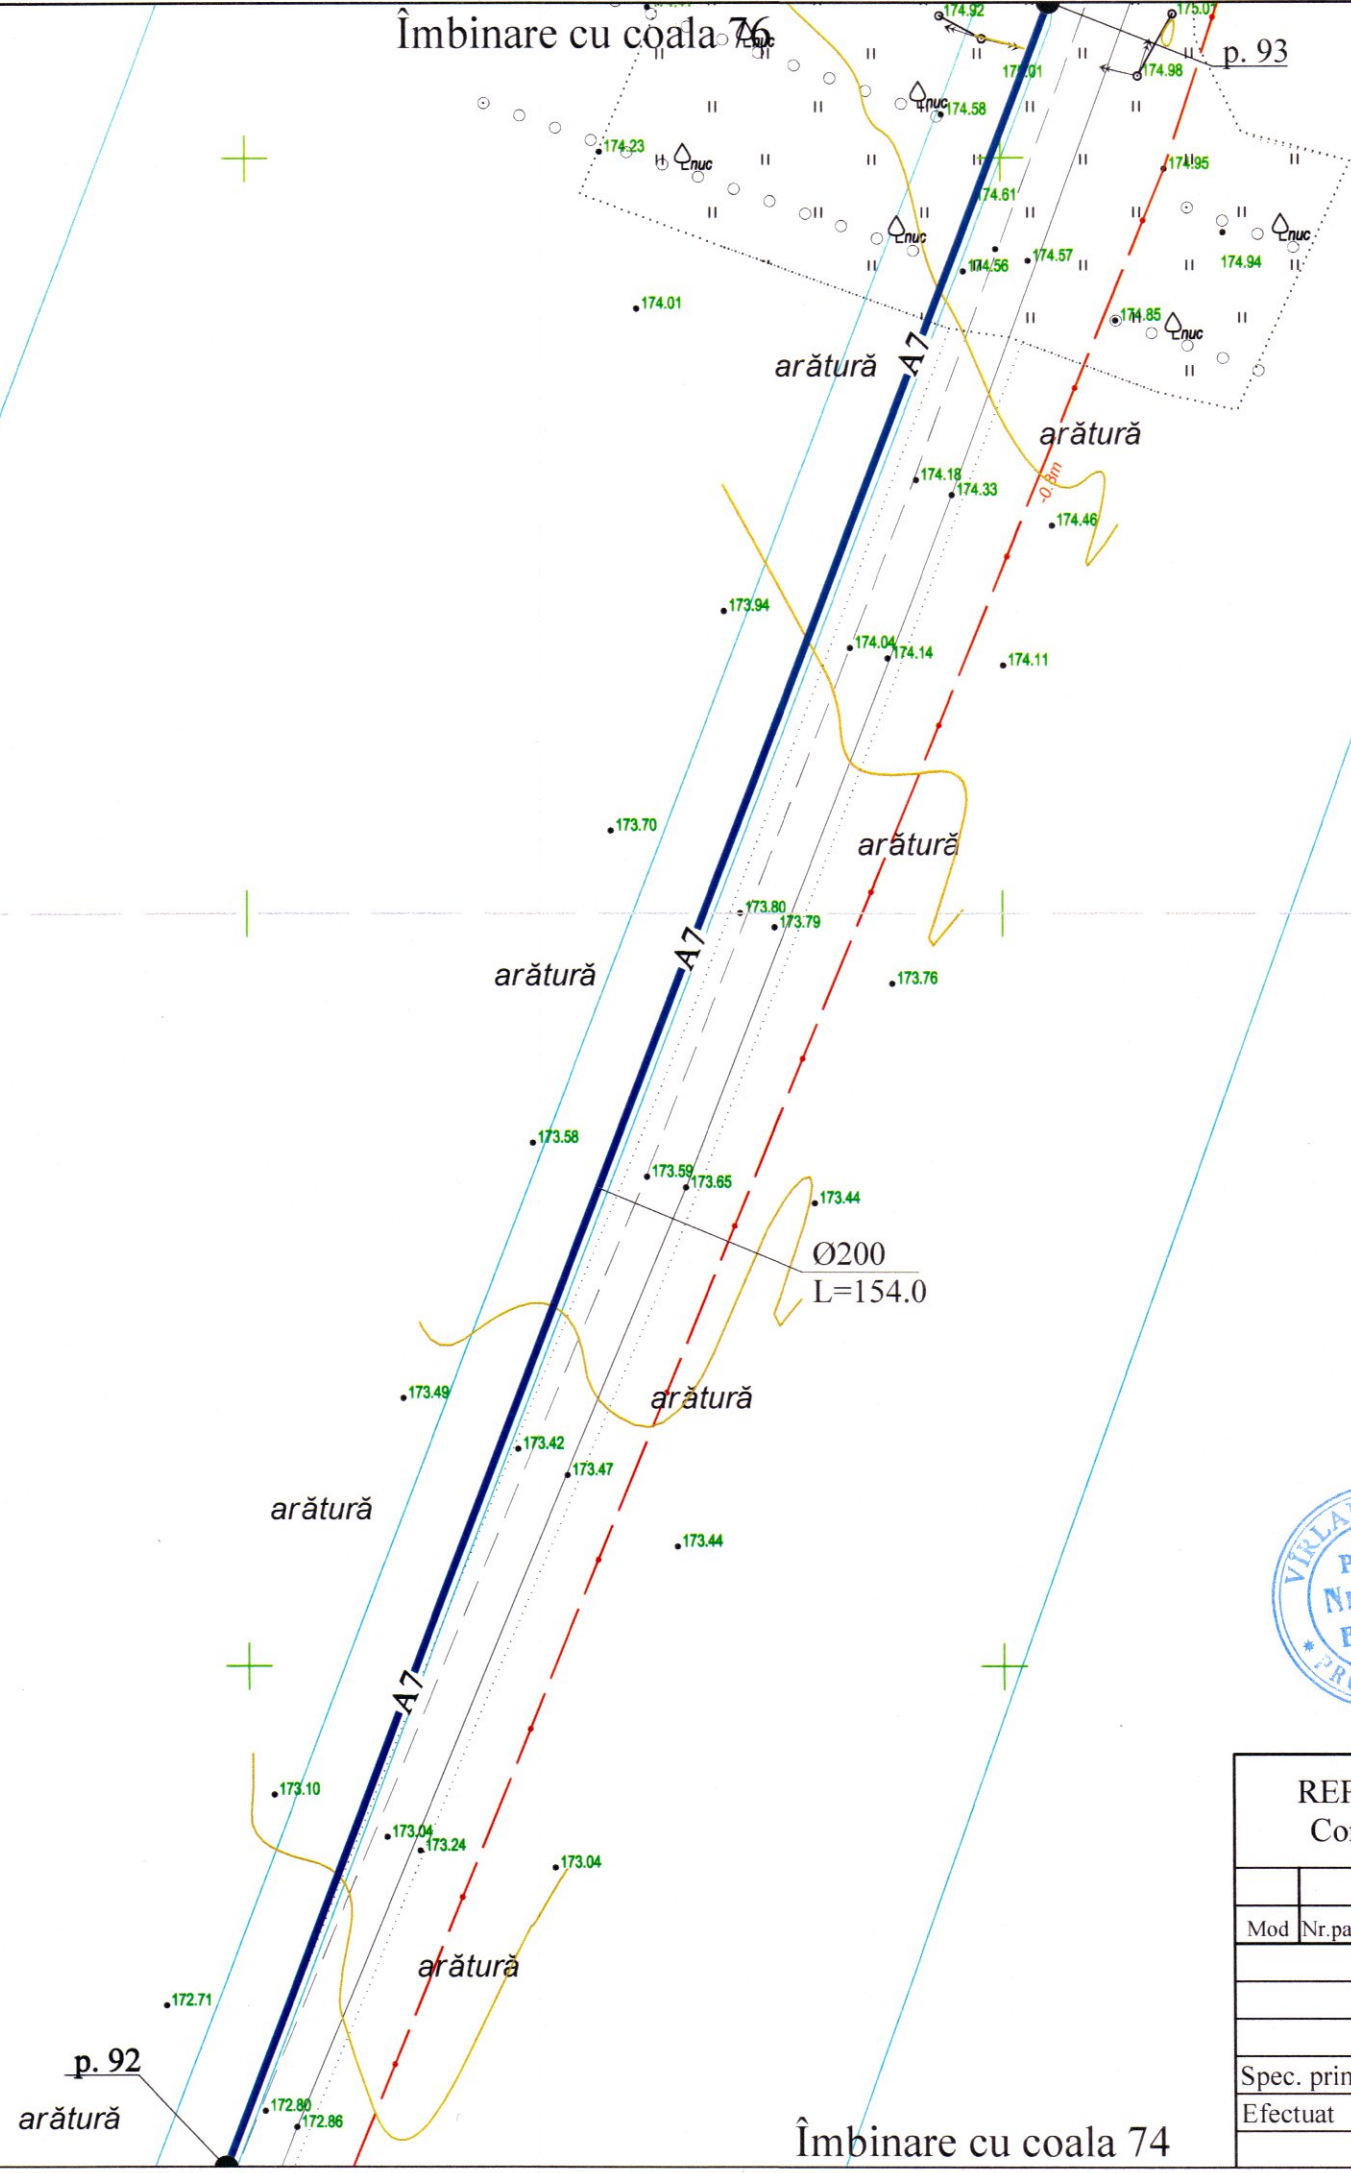 Îmbinare cu coala 76
174.92
175.07
p. 93
nuc
175.01
174.98
nuc
174.58
174.23
nuc
174.95
174.61
nuc
nuc
174.57
174.56
174.94
174.01
174.85
nuc
A7
arătură
arătură
174.18
174.33
-0.8m
174.46
173.94
174.04
174.14
174.11
173.70
arătură
173.80
173.79
A7
arătură
173.76
173.58
173.59
173.65
173.44
Ø200
L=154.0
173.49
arătură
173.42
173.47
arătură
173.44
A7
173.10
173.04
173.24
173.04
REP
Mod Nr.pa
arătură
172.71
p. 92
Spec. prin
172.80
172.86
arătură
Efectuat
Îmbinare cu coala 74